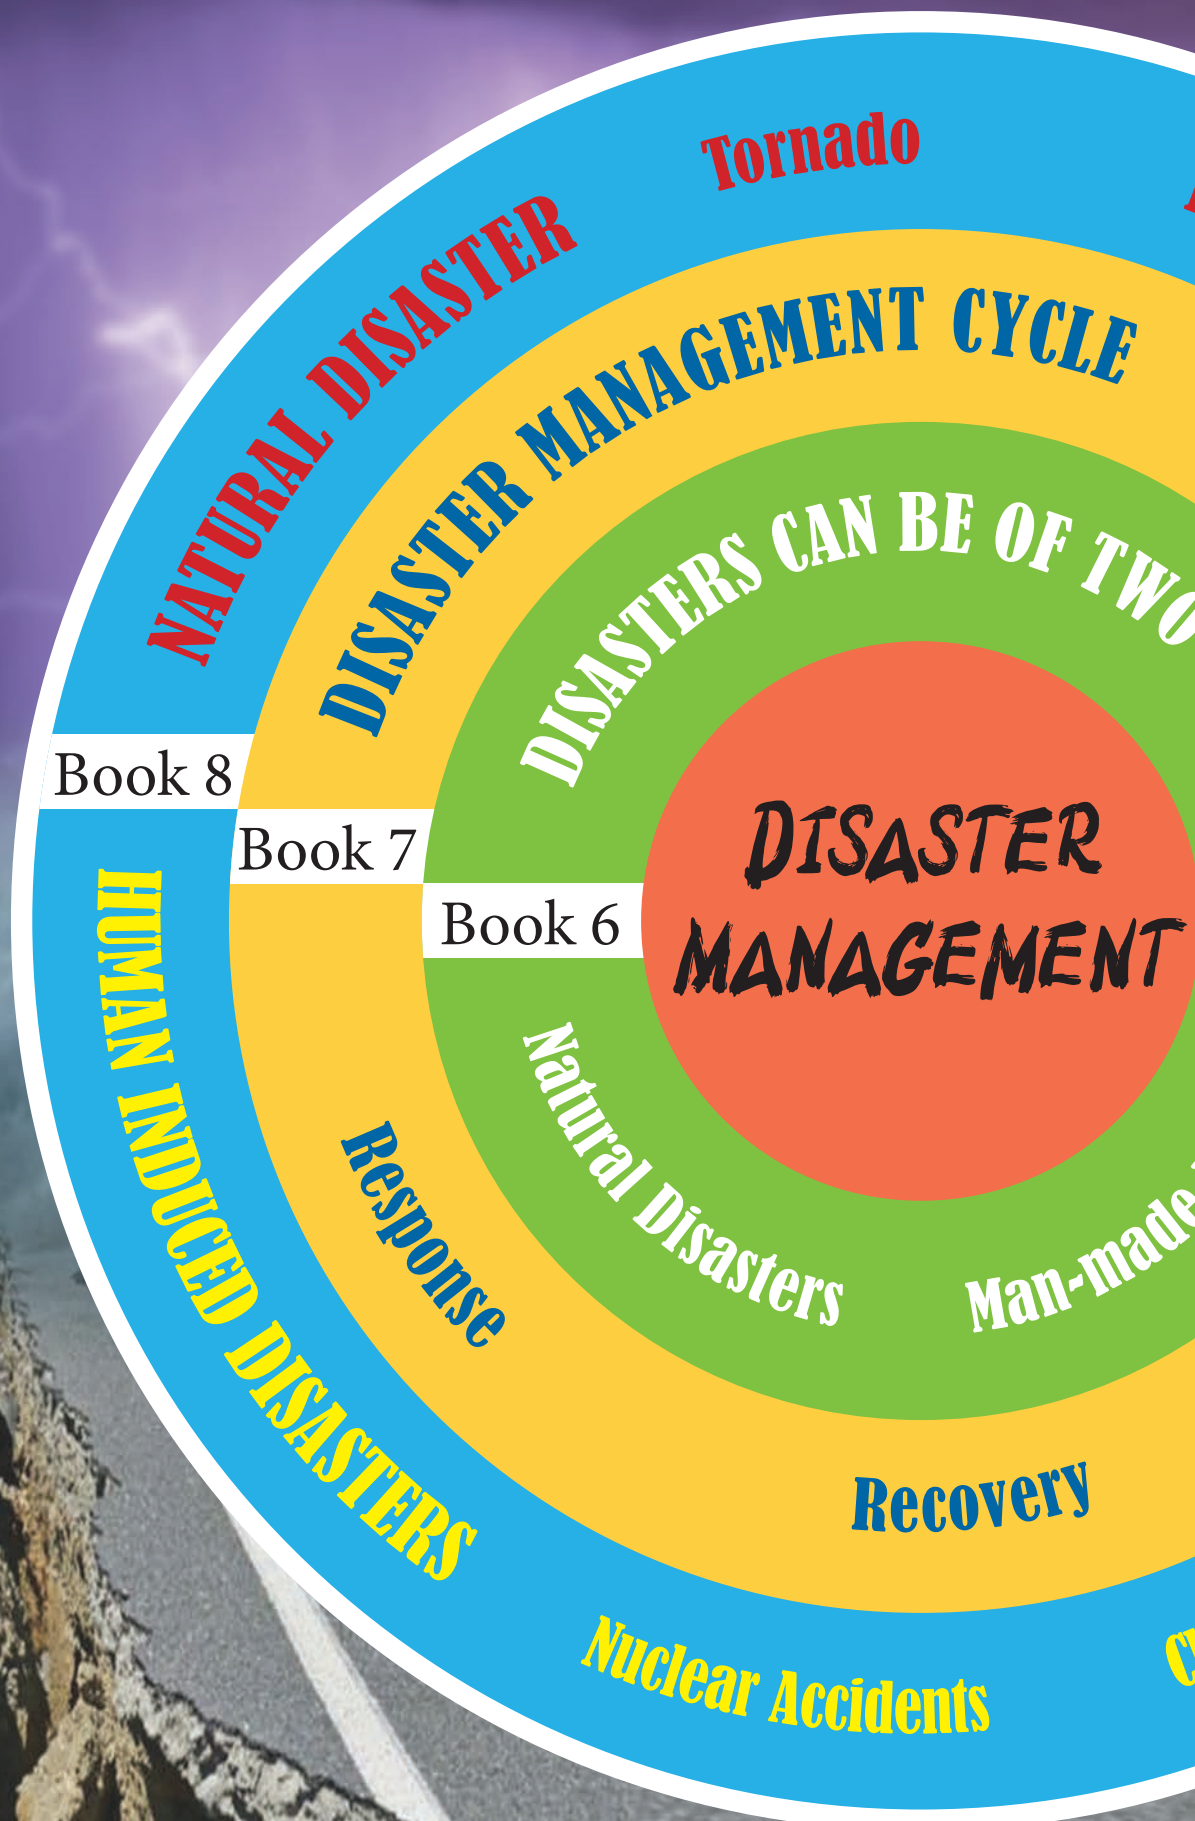 Tornado
NATURAL DISASTER
DISASTER MANAGEMENT CYCLE
DISASTERS CAN BE OF TWO
Book 8
Book 7
Book 6
DISASTER
MANAGEMENT
HUMAN INDUCED DISASTERS
Response
Natural Disasters
Man-made
Recovery
Nuclear Accidents